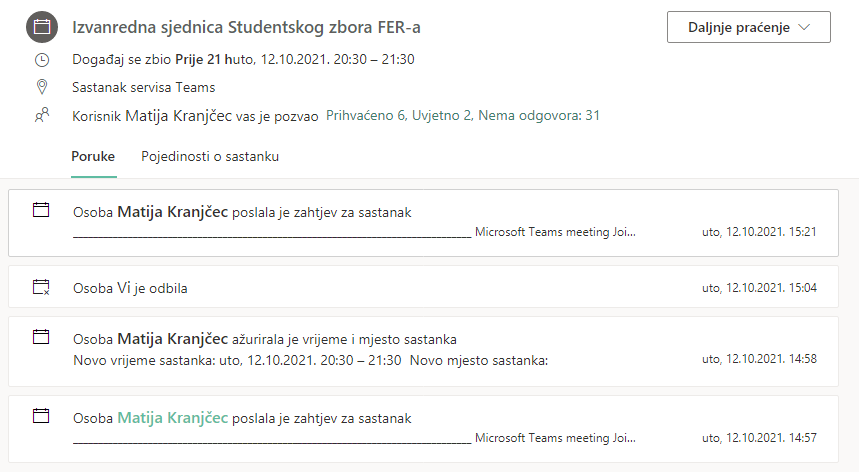 Izvanredna sjednica Studentskog zbora FER-a
Daljnje praćenje
Događaj se zbio Prije 21 huto, 12.10.2021. 20:30 – 21:30
Sastanak servisa Teams
Korisnik Matija Kranjčec vas je pozvao Prihvaćeno 6, Uvjetno 2, Nema odgovora: 31
Poruke Pojedinosti o sastanku
Osoba Matija Kranjčec poslala je zahtjev za sastanak
________________________________________________________________________________ Microsoft Teams meeting Joi... uto, 12.10.2021. 15:21
Osoba Vi je odbila uto, 12.10.2021. 15:04
Osoba Matija Kranjčec ažurirala je vrijeme i mjesto sastanka
Novo vrijeme sastanka: uto, 12.10.2021. 20:30 – 21:30 Novo mjesto sastanka: uto, 12.10.2021. 14:58
Osoba Matija Kranjčec poslala je zahtjev za sastanak
________________________________________________________________________________ Microsoft Teams meeting Joi... uto, 12.10.2021. 14:57